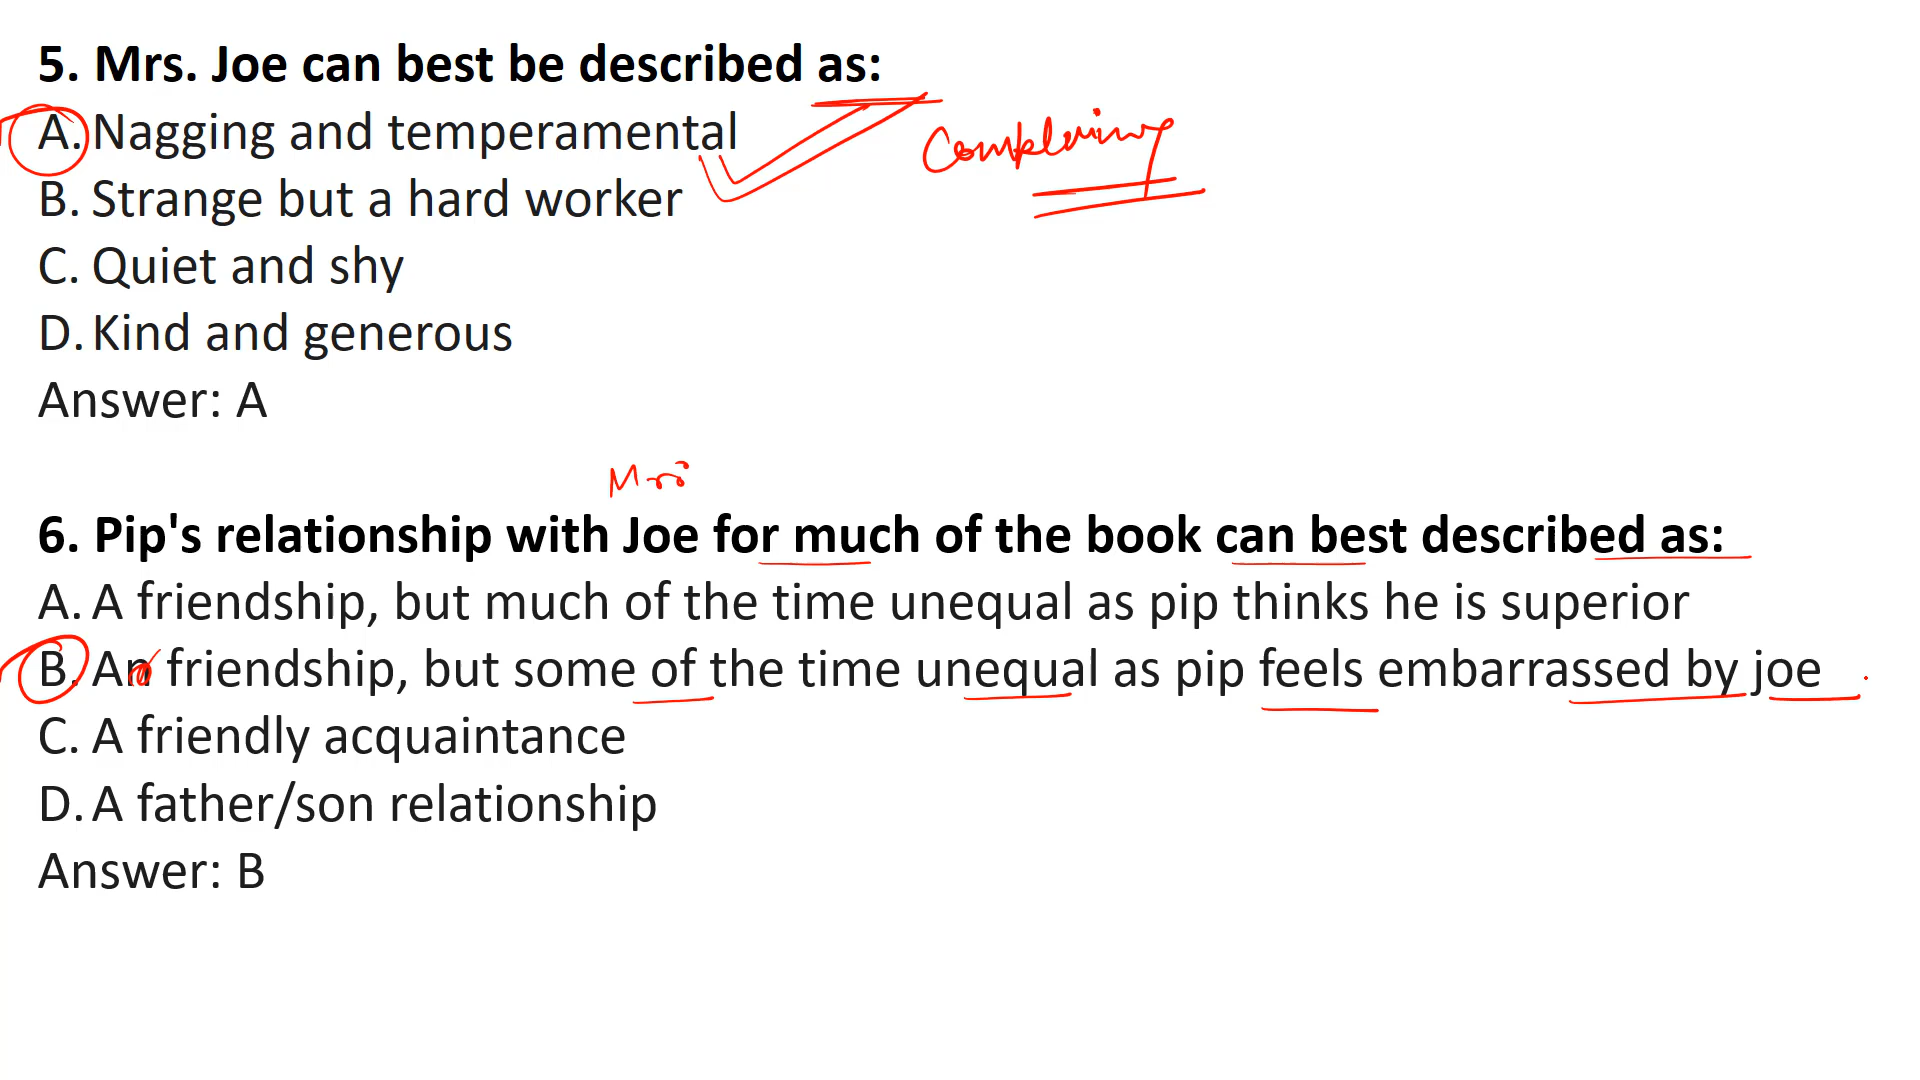 5. Mrs. Joe can best be described as:
A. Nagging and temperamental
Complaining
B. Strange but a hard worker
C. Quiet and shy
D. Kind and generous
Answer: A
Mrs
6. Pip's relationship with Joe for much of the book can best described as:
A. A friendship, but much of the time unequal as pip thinks he is superior
B. An friendship, but some of the time unequal as pip feels embarrassed by joe
C. A friendly acquaintance
D. A father/son relationship
Answer: B